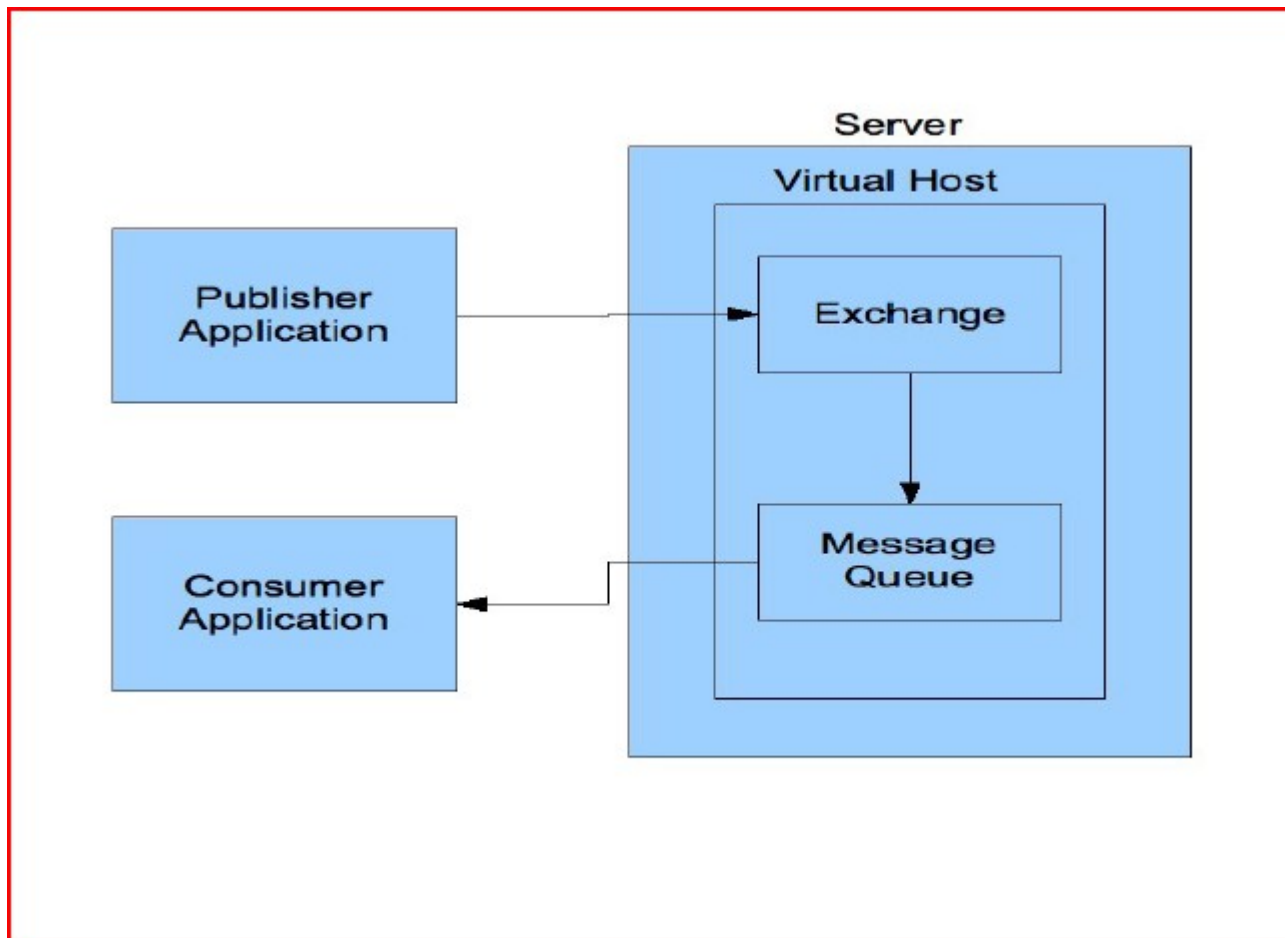 Server
Virtual Host
Publisher
Application
Exchange
Message
Queue
Consumer
Application